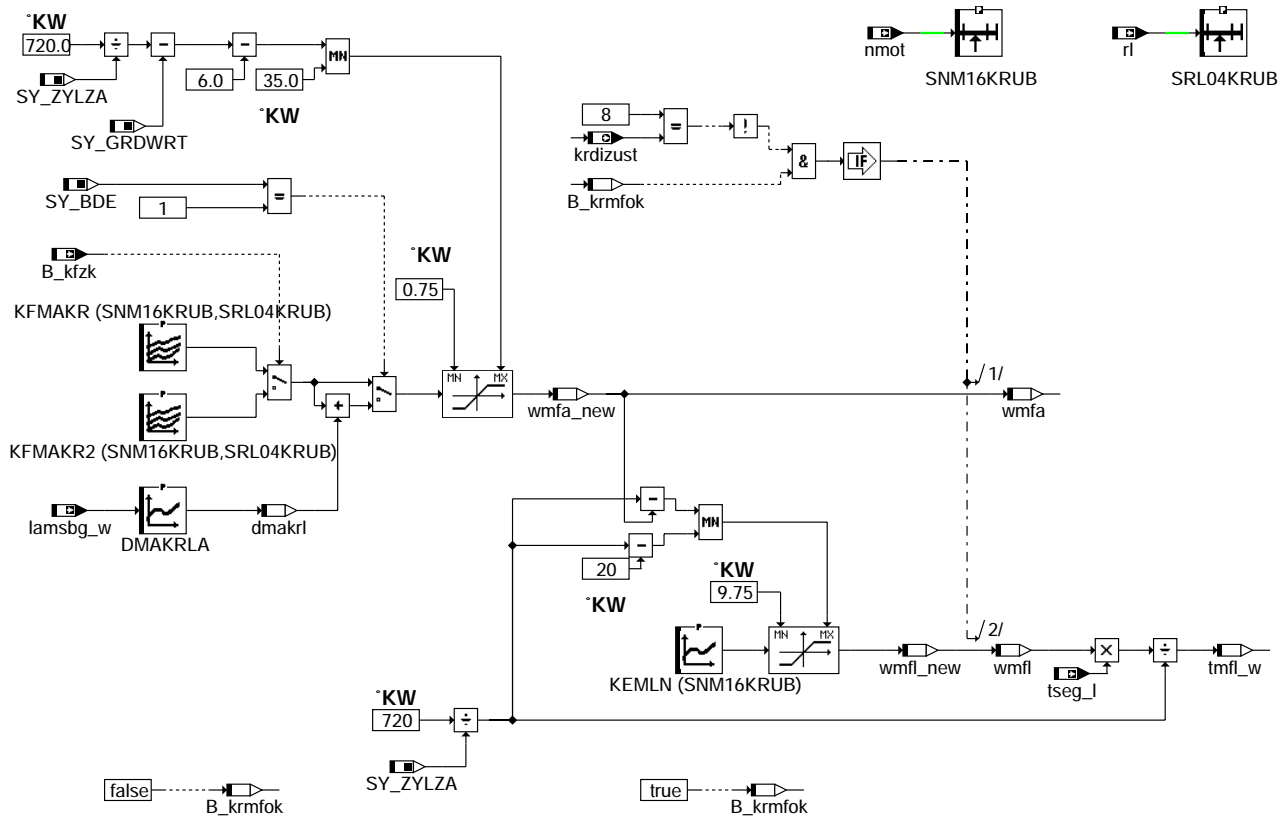 °KW
720.0
÷
−
−
MN
6.0
35.0
SY_ZYLZA
°KW
SY_GRDWRT
nmot
SNM16KRUB
rl
SRL04KRUB
8
=
!
krdizust
&
IF
B_krmfok
SY_BDE
1
=
B_kfzk
°KW
0.75
KFMAKR (SNM16KRUB,SRL04KRUB)
P
MN
MX
/1/
wmfa_new
wmfa
+
P
KFMAKR2 (SNM16KRUB,SRL04KRUB)
P
lamsbg_w
DMAKRLA
dmakrl
−
MN
−
20
°KW
°KW
9.75
P
MN
MX
/2/
KEMLN (SNM16KRUB)
wmfl_new
wmfl
×
÷
tmfl_w
tseg_l
°KW
720
÷
SY_ZYLZA
false
B_krmfok
true
B_krmfok